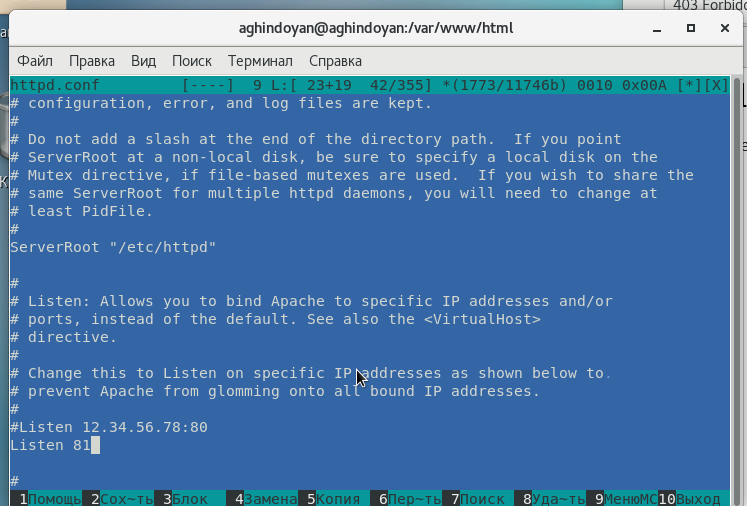 403 Forbidd
aghindoyan@aghindoyan:/var/www/html
Файл Правка Вид Поиск Терминал Справка
httpd.conf [----] 9 L:[ 23+19 42/355] *(1773/11746b) 0010 0x00A [*][X]
# configuration, error, and log files are kept.
#
# Do not add a slash at the end of the directory path. If you point
# ServerRoot at a non-local disk, be sure to specify a local disk on the
# Mutex directive, if file-based mutexes are used. If you wish to share the
# same ServerRoot for multiple httpd daemons, you will need to change at
# least PidFile.
#
ServerRoot "/etc/httpd"
#
# Listen: Allows you to bind Apache to specific IP addresses and/or
# ports, instead of the default. See also the <VirtualHost>
# directive.
#
# Change this to Listen on specific IP addresses as shown below to.
# prevent Apache from glomming onto all bound IP addresses.
#
#Listen 12.34.56.78:80
Listen 81
#
1Помощь 2Сох~ть 3Блок 4Замена 5Копия 6Пер~ть 7Поиск 8Уда~ть 9МенюMC 10Выход